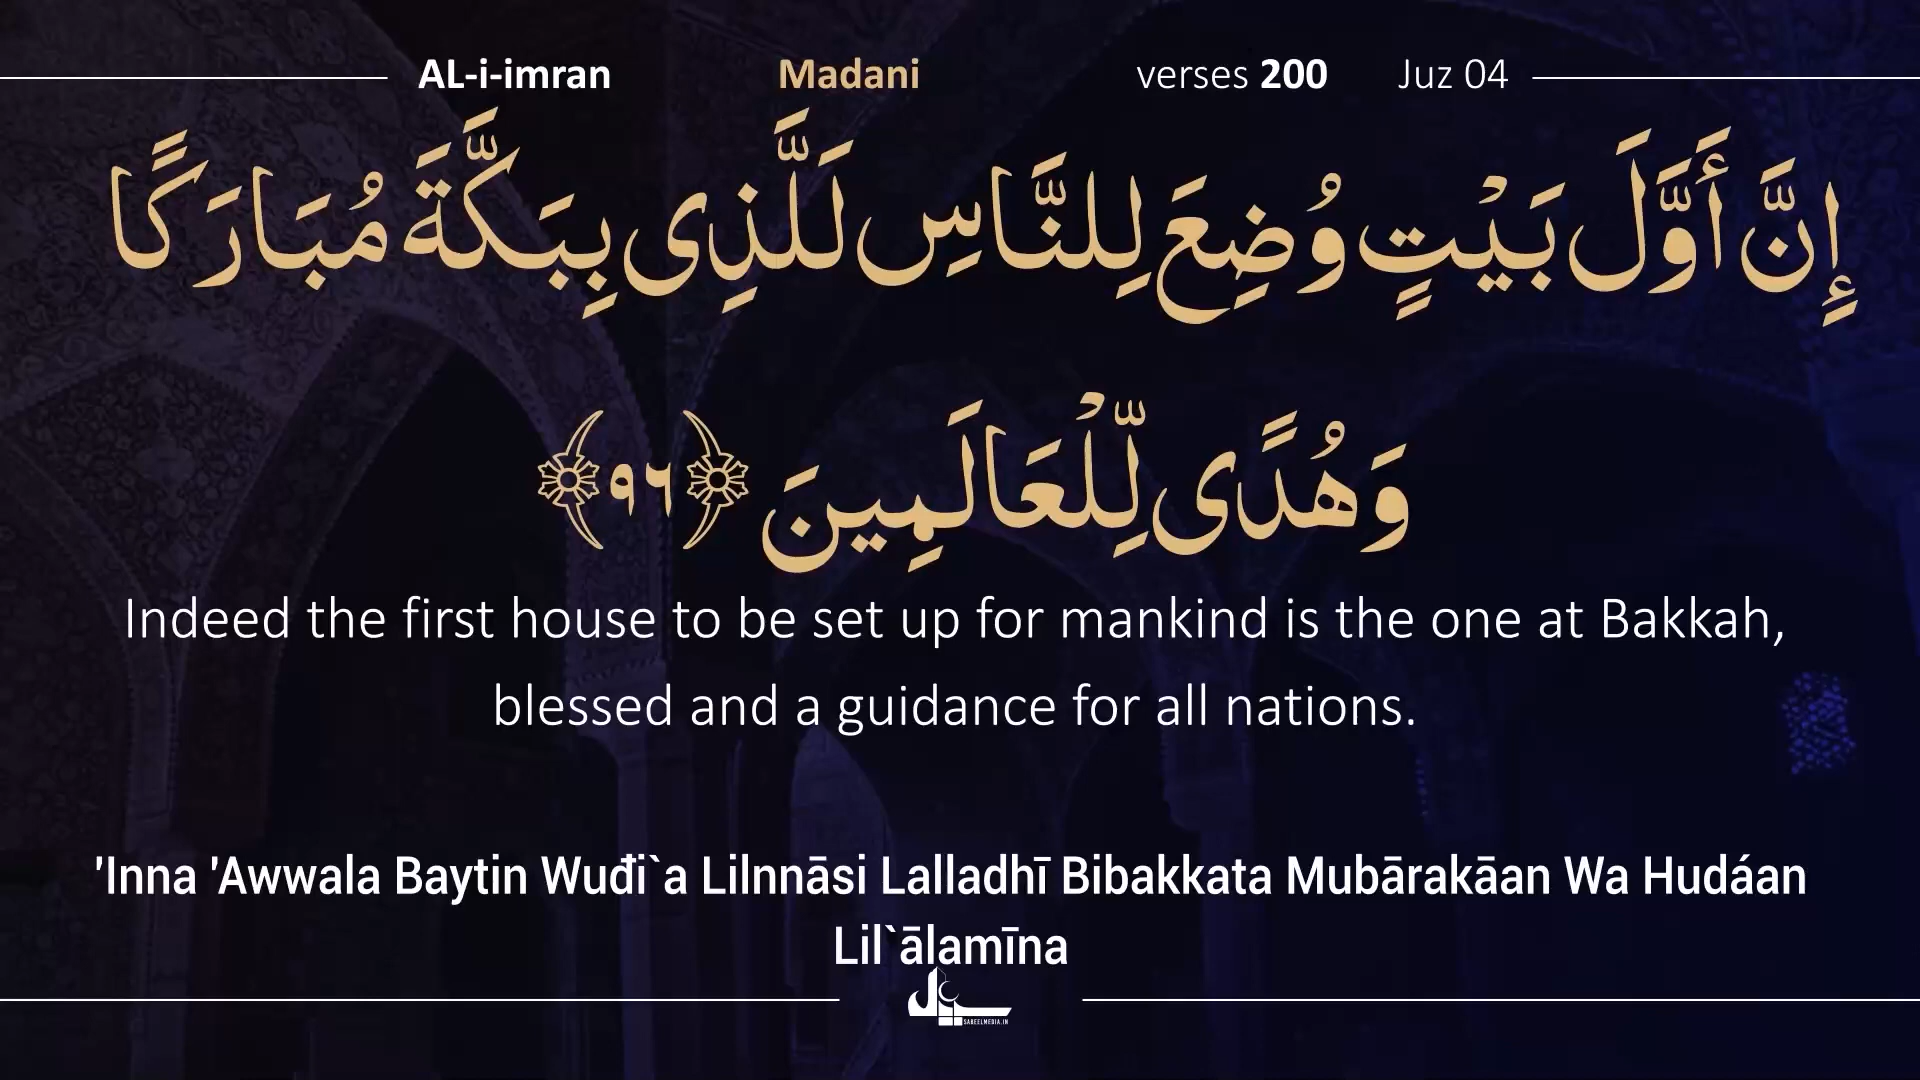 AL-i-imran Madani verses 200 Juz 04
إِنَّ أَوَّلَ بَيْتٍ وُضِعَ لِلنَّاسِ لَلَّذِي بِبَكَّةَ مُبَارَكًا
وَهُدًى لِّلْعَالَمِينَ ﴿٩٦﴾
Indeed the first house to be set up for mankind is the one at Bakkah,
blessed and a guidance for all nations.
'Inna 'Awwala Baytin Wuđi`a Lilnnāsi Lalladhī Bibakkata Mubārakāan Wa Hudáan
Lil`ālamīna
SABEELMEDIA.IN